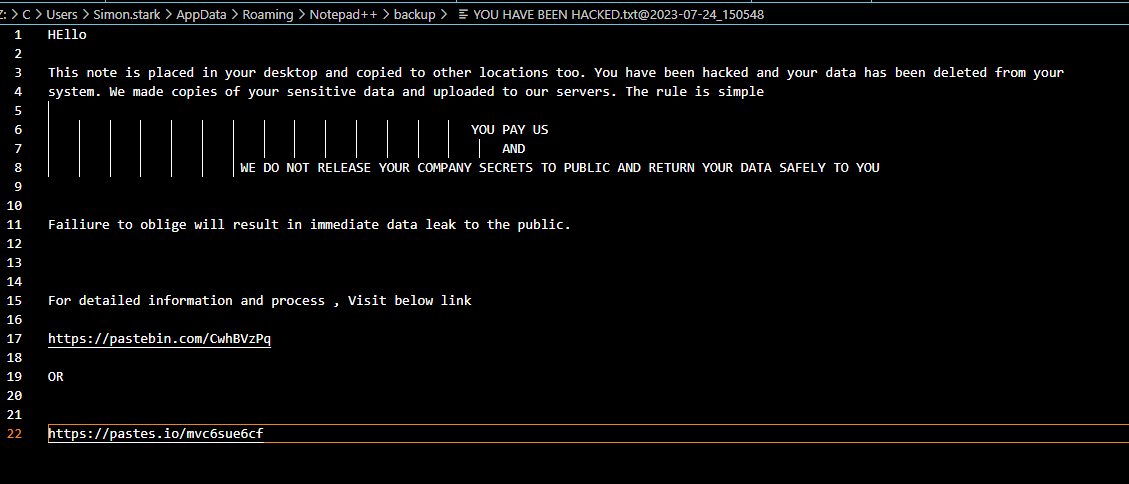 Z: > C > Users > Simon.stark > AppData > Roaming > Notepad++ > backup > YOU HAVE BEEN HACKED.txt@2023-07-24_150548
1 HEllo
2
3 This note is placed in your desktop and copied to other locations too. You have been hacked and your data has been deleted from your
4 system. We made copies of your sensitive data and uploaded to our servers. The rule is simple
5
6 YOU PAY US
7 AND
8 WE DO NOT RELEASE YOUR COMPANY SECRETS TO PUBLIC AND RETURN YOUR DATA SAFELY TO YOU
9
10
11 Failiure to oblige will result in immediate data leak to the public.
12
13
14
15 For detailed information and process , Visit below link
16
17 https://pastebin.com/CwhBVzPq
18
19 OR
20
21
22 https://pastes.io/mvc6sue6cf